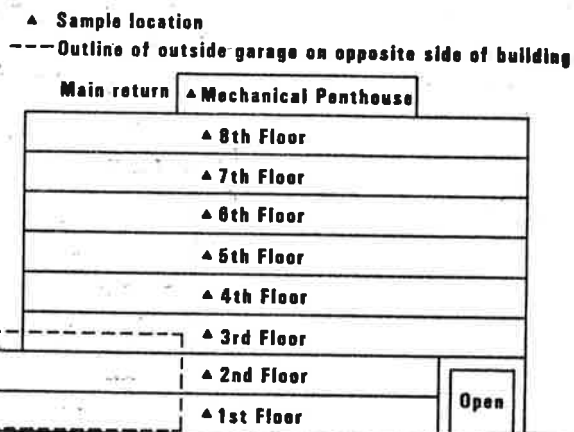 ▲ Sample location
---Outline of outside garage on opposite side of building
Main return
▲ Mechanical Penthouse
▲ 8th Floor
▲ 7th Floor
▲ 6th Floor
▲ 5th Floor
▲ 4th Floor
▲ 3rd Floor
▲ 2nd Floor
Open
▲ 1st Floor